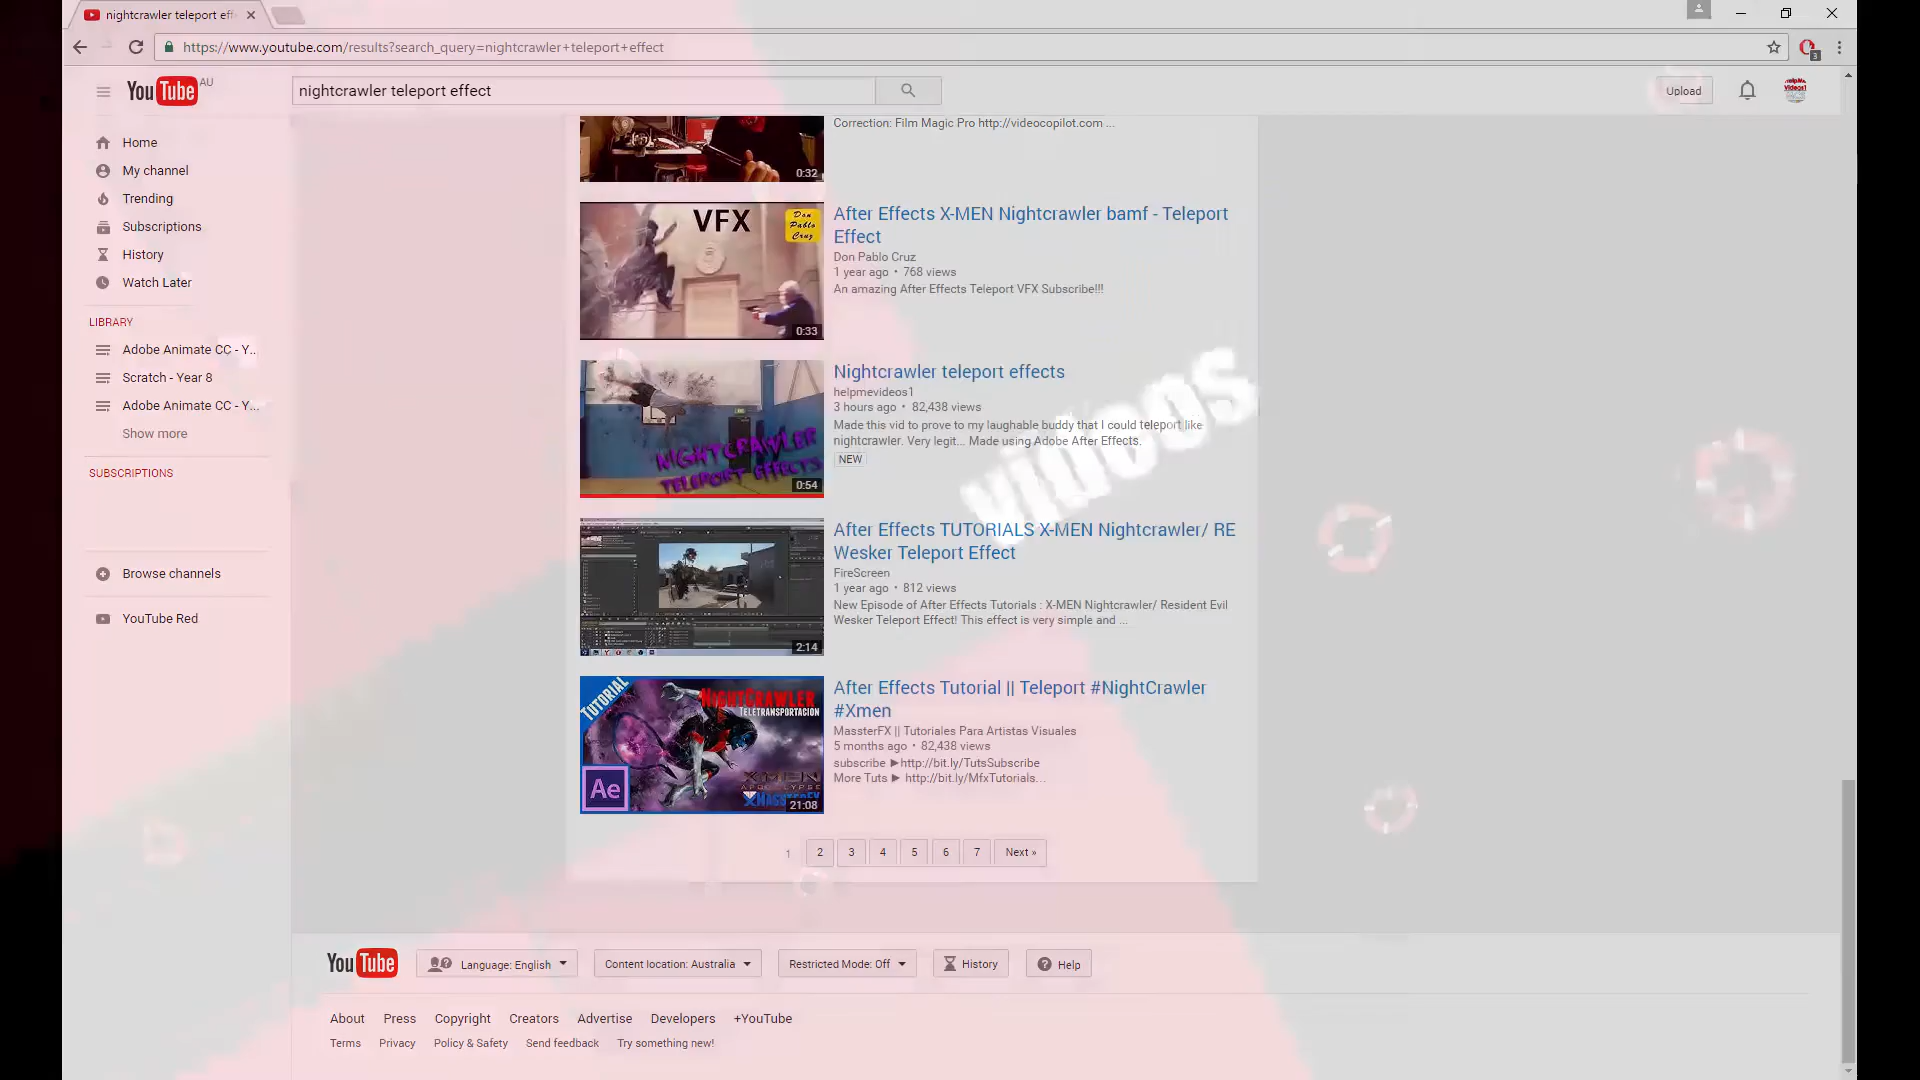 nightcrawler teleport eff
https://www.youtube.com/results?search_query=nightcrawler+teleport+effect
3
YouTube AU
nightcrawler teleport effect
Upload
Home
My channel
Trending
Subscriptions
History
Watch Later
LIBRARY
Adobe Animate CC - Y...
Scratch - Year 8
Adobe Animate CC - Y...
Show more
SUBSCRIPTIONS
Browse channels
YouTube Red
Correction: Film Magic Pro http://videocopilot.com ...
0:32
VFX
Don
Pablo
Cruz
0:33
After Effects X-MEN Nightcrawler bamf - Teleport
Effect
Don Pablo Cruz
1 year ago • 768 views
An amazing After Effects Teleport VFX Subscribe!!!
NIGHTCRAWLER
TELEPORT EFFECTS
0:54
Nightcrawler teleport effects
helpmevideos1
3 hours ago • 82,438 views
Made this vid to prove to my laughable buddy that I could teleport like
nightcrawler. Very legit... Made using Adobe After Effects.
NEW
videos
2:14
After Effects TUTORIALS X-MEN Nightcrawler/ RE
Wesker Teleport Effect
FireScreen
1 year ago • 812 views
New Episode of After Effects Tutorials : X-MEN Nightcrawler/ Resident Evil
Wesker Teleport Effect! This effect is very simple and ...
TUTORIAL
NIGHTCRAWLER
TELETRANSPORTACION
Ae
X-MEN
APOCALYPSE
21:08
After Effects Tutorial || Teleport #NightCrawler
#Xmen
MassterFX || Tutoriales Para Artistas Visuales
5 months ago • 82,438 views
subscribe ►http://bit.ly/TutsSubscribe
More Tuts ► http://bit.ly/MfxTutorials...
1 2 3 4 5 6 7 Next »
YouTube
Language: English
Content location: Australia
Restricted Mode: Off
History
Help
About Press Copyright Creators Advertise Developers +YouTube
Terms Privacy Policy & Safety Send feedback Try something new!